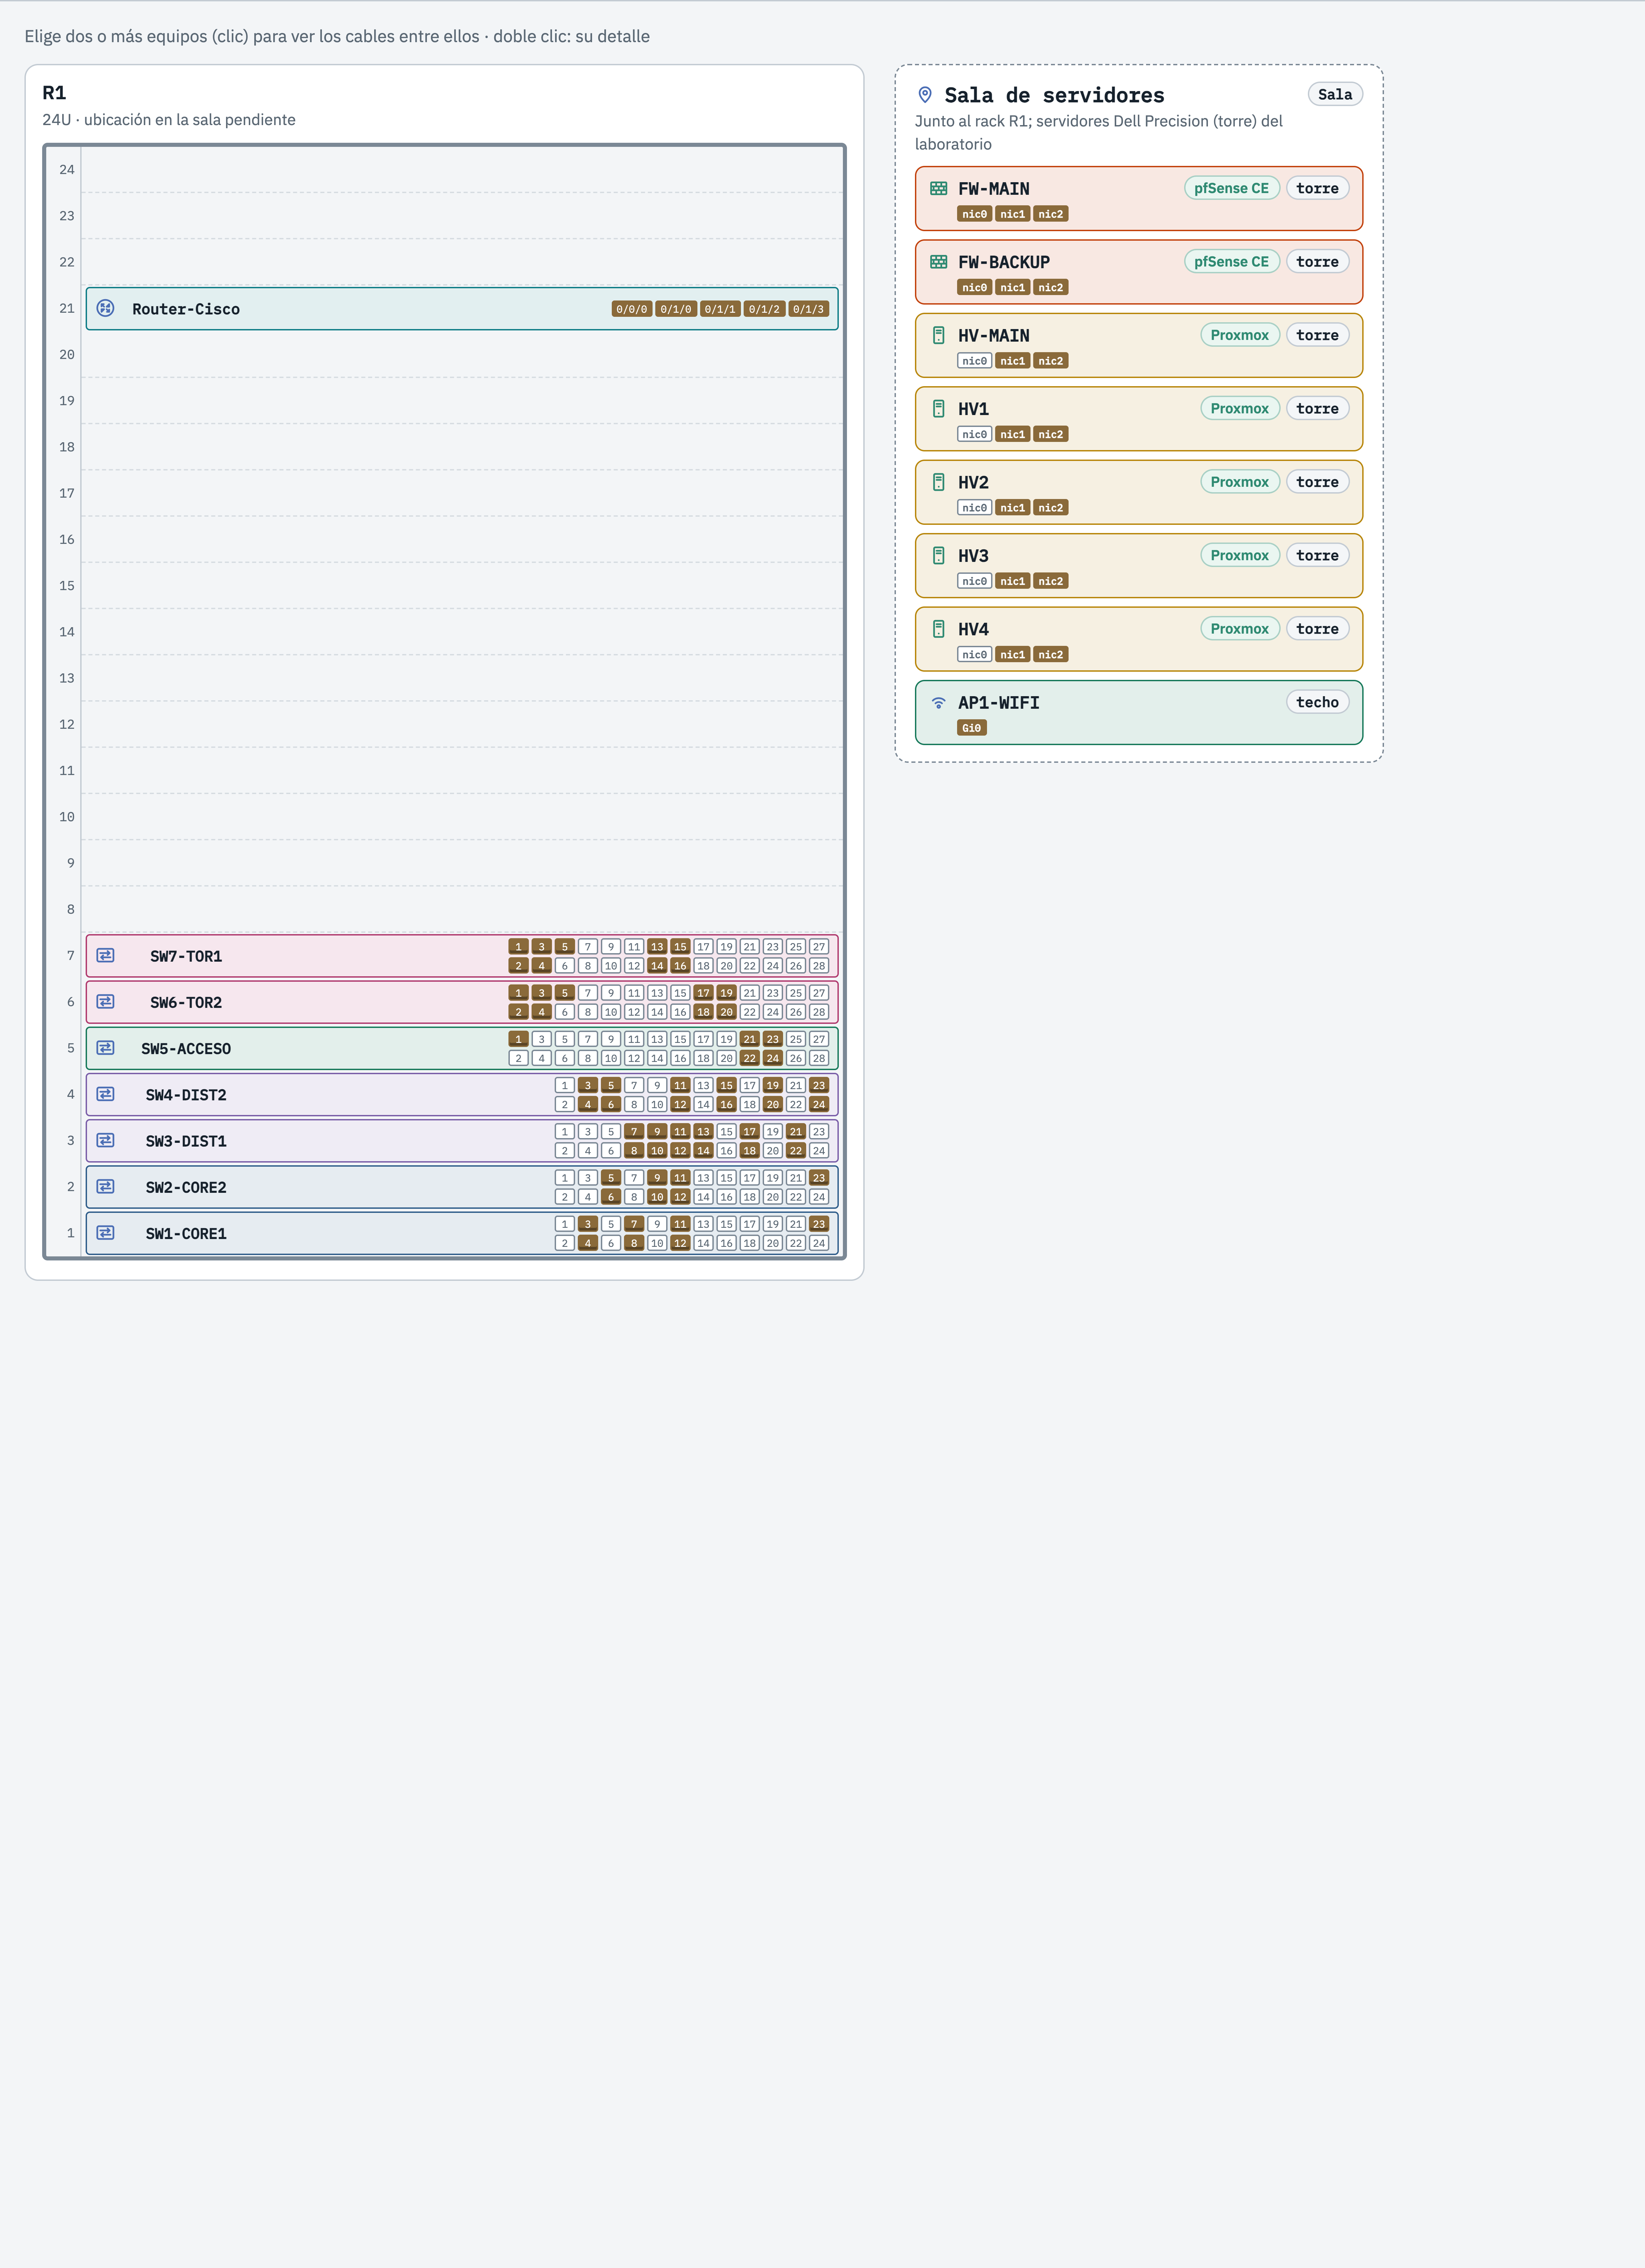 Elige dos o más equipos (clic) para ver los cables entre ellos · doble clic: su detalle
R1
24U · ubicación en la sala pendiente
24
23
22
21 Router-Cisco 0/0/0 0/1/0 0/1/1 0/1/2 0/1/3
20
19
18
17
16
15
14
13
12
11
10
9
8
7 SW7-TOR1
1 3 5 7 9 11 13 15 17 19 21 23 25 27
2 4 6 8 10 12 14 16 18 20 22 24 26 28
6 SW6-TOR2
1 3 5 7 9 11 13 15 17 19 21 23 25 27
2 4 6 8 10 12 14 16 18 20 22 24 26 28
5 SW5-ACCESO
1 3 5 7 9 11 13 15 17 19 21 23 25 27
2 4 6 8 10 12 14 16 18 20 22 24 26 28
4 SW4-DIST2
1 3 5 7 9 11 13 15 17 19 21 23
2 4 6 8 10 12 14 16 18 20 22 24
3 SW3-DIST1
1 3 5 7 9 11 13 15 17 19 21 23
2 4 6 8 10 12 14 16 18 20 22 24
2 SW2-CORE2
1 3 5 7 9 11 13 15 17 19 21 23
2 4 6 8 10 12 14 16 18 20 22 24
1 SW1-CORE1
1 3 5 7 9 11 13 15 17 19 21 23
2 4 6 8 10 12 14 16 18 20 22 24
Sala de servidores Sala
Junto al rack R1; servidores Dell Precision (torre) del
laboratorio
FW-MAIN pfSense CE torre
nic0 nic1 nic2
FW-BACKUP pfSense CE torre
nic0 nic1 nic2
HV-MAIN Proxmox torre
nic0 nic1 nic2
HV1 Proxmox torre
nic0 nic1 nic2
HV2 Proxmox torre
nic0 nic1 nic2
HV3 Proxmox torre
nic0 nic1 nic2
HV4 Proxmox torre
nic0 nic1 nic2
AP1-WIFI techo
Gi0